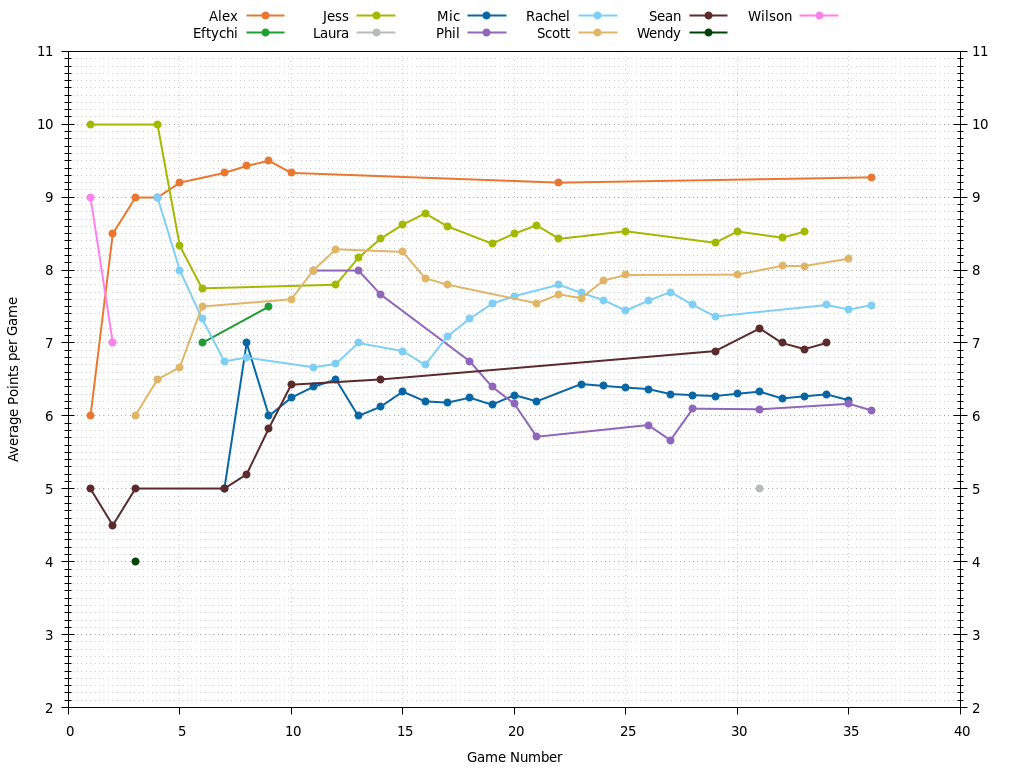 Alex Jess Mic Rachel Sean Wilson
Eftychi Laura Phil Scott Wendy
11 11
10 10
9 9
8 8
7 7
6 6
5 5
4 4
3 3
2 2
Average Points per Game
0 5 10 15 20 25 30 35 40
Game Number